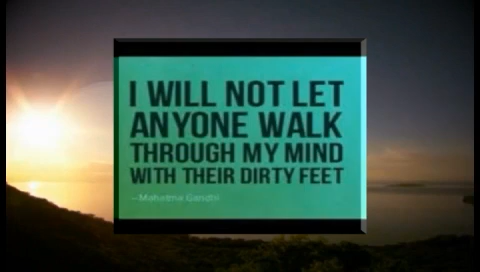 I WILL NOT LET
ANYONE WALK
THROUGH MY MIND
WITH THEIR DIRTY FEET
—Mahatma Gandhi